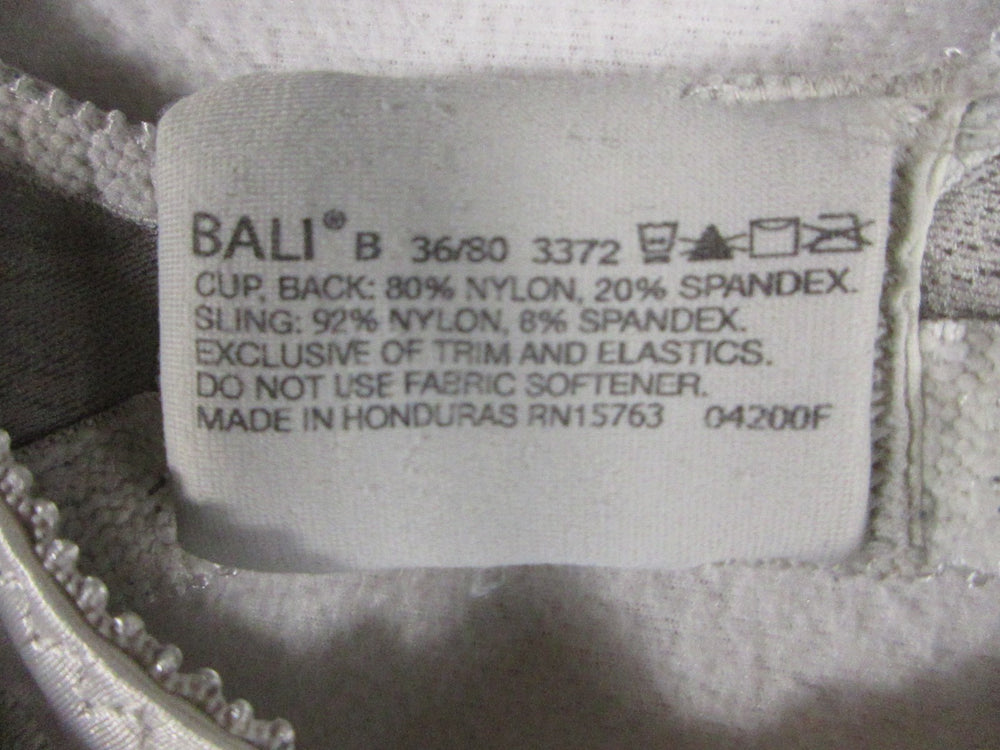 BALI® B 36/80 3372
CUP, BACK: 80% NYLON, 20% SPANDEX.
SLING: 92% NYLON, 8% SPANDEX.
EXCLUSIVE OF TRIM AND ELASTICS.
DO NOT USE FABRIC SOFTENER.
MADE IN HONDURAS RN15763 04200F